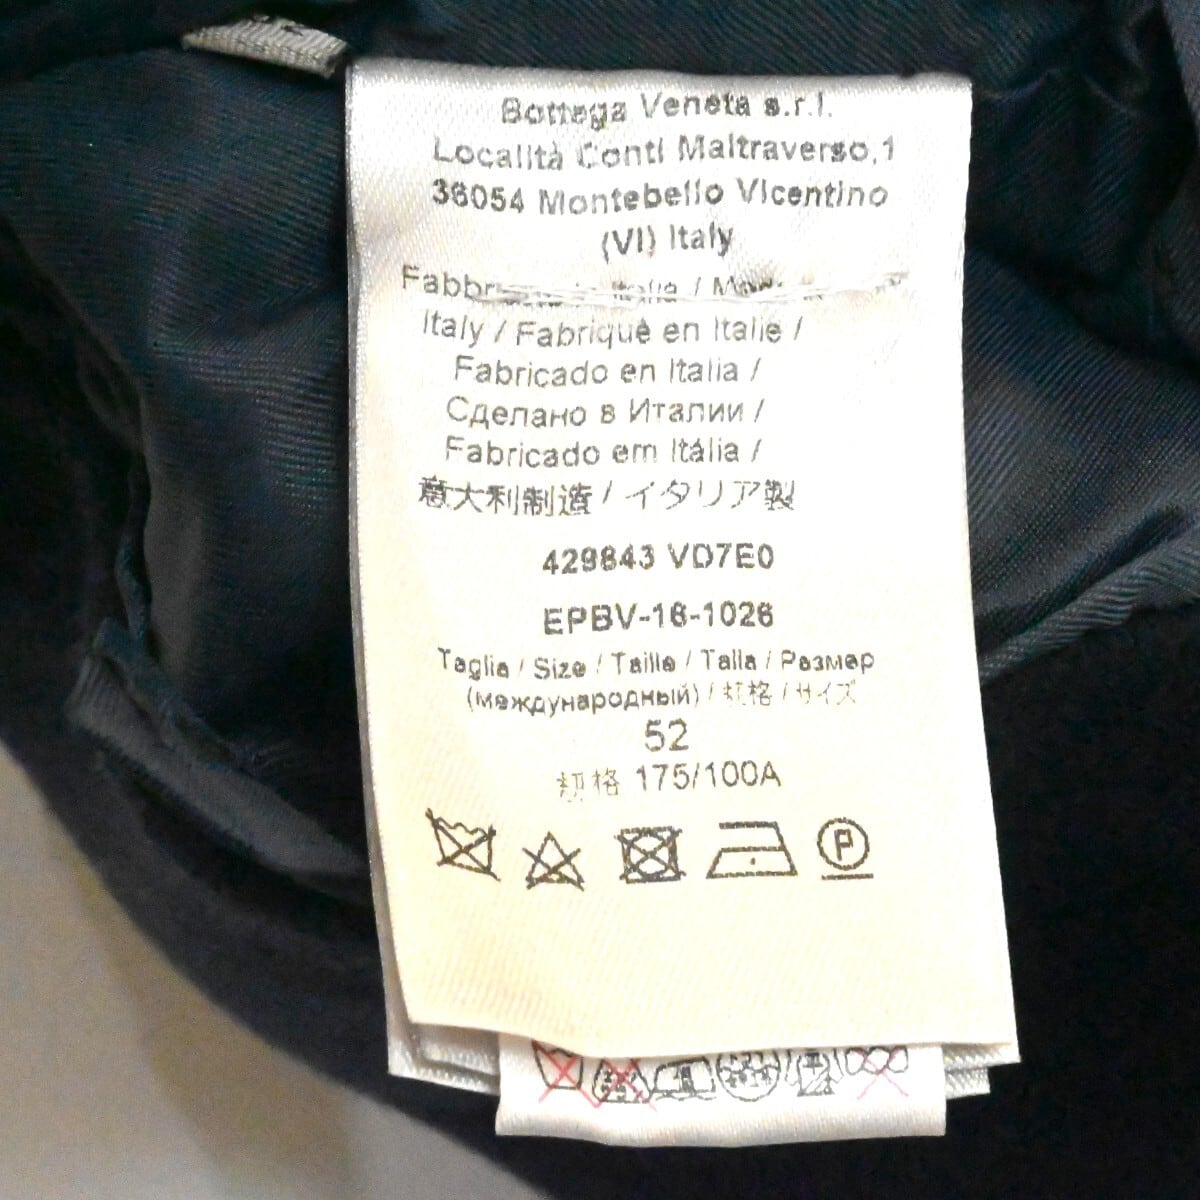 Bottega Veneta s.r.l.
Località Conti Maltraverso,1
36054 Montebello Vicentino
(VI) Italy
Italia /
Italy / Fabriqué en Italie /
Fabricado en Italia /
Сделано в Италии /
Fabricado em Itália /
意大利制造 / イタリア製
429843 VD7E0
EPBV-16-1026
Taglia / Size / Taille / Talla / Размер
(международный) / 规格 / サイズ
52
规格 175/100A
P